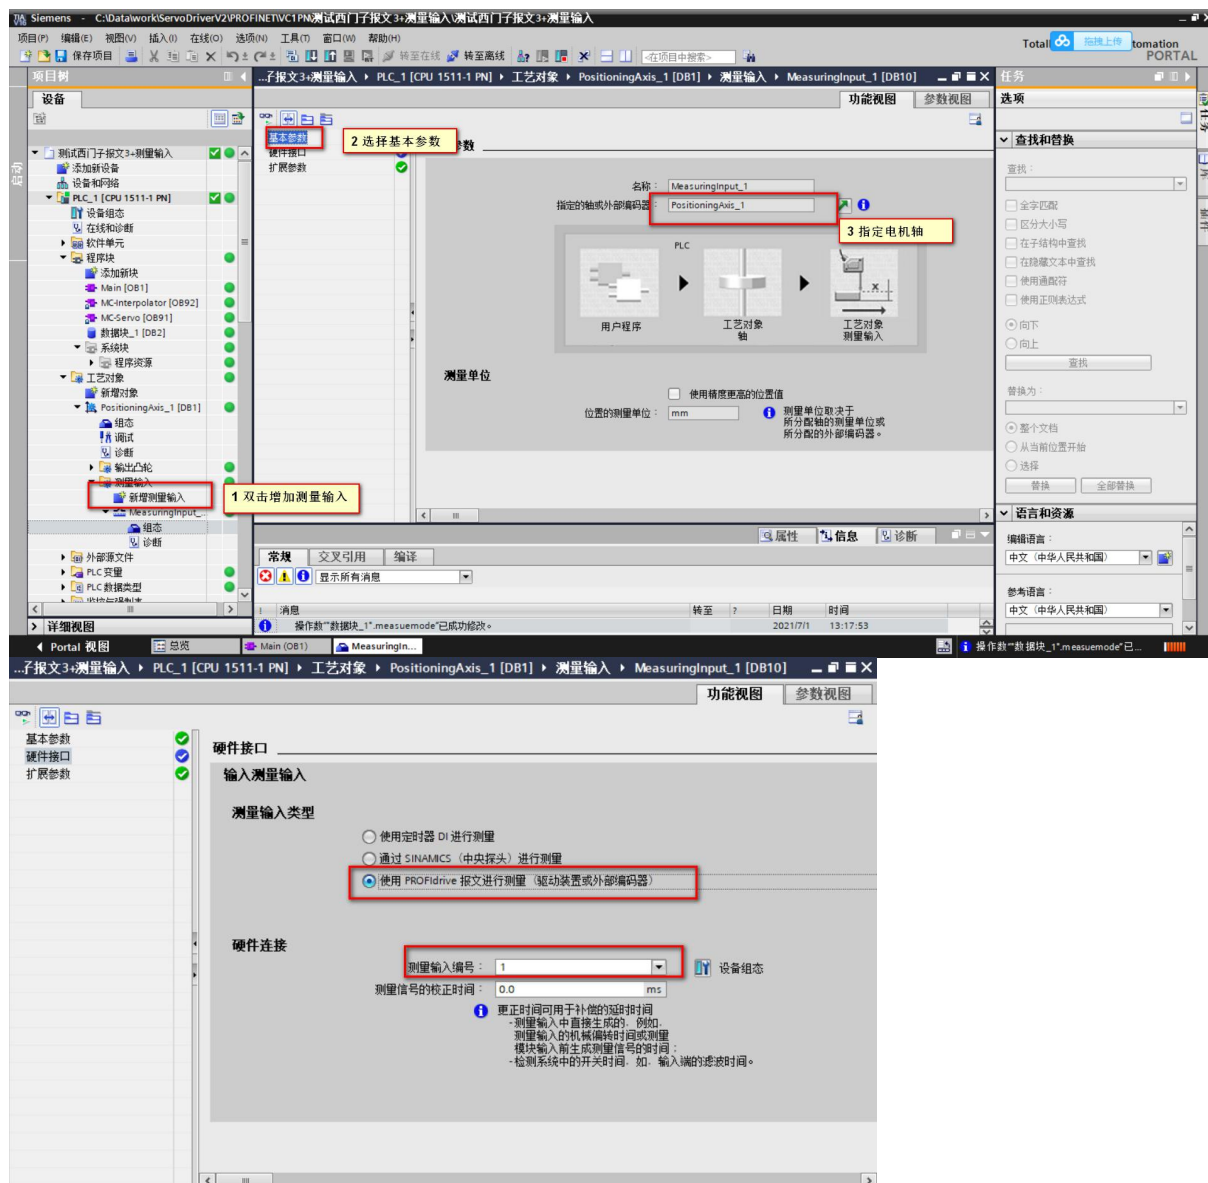 Siemens - C:\Data\work\ServoDriverV2\PROFINET\VC1PN\测试西门子报文3+测量输入\测试西门子报文3+测量输入
项目(P) 编辑(E) 视图(V) 插入(I) 在线(O) 选项(N) 工具(T) 窗口(W) 帮助(H)
Total 拖拽上传 tomation
PORTAL
保存项目 转至在线 转至离线 <在项目中搜索>
项目树
...子报文3+测量输入 PLC_1 [CPU 1511-1 PN] 工艺对象 PositioningAxis_1 [DB1] 测量输入 MeasuringInput_1 [DB10]
任务
设备
功能视图 参数视图
选项
启动
测试西门子报文3+测量输入
添加新设备
设备和网络
PLC_1 [CPU 1511-1 PN]
设备组态
在线和诊断
软件单元
程序块
添加新块
Main [OB1]
MC-Interpolator [OB92]
MC-Servo [OB91]
数据块_1 [DB2]
系统块
程序资源
工艺对象
新增对象
PositioningAxis_1 [DB1]
组态
调试
诊断
输出凸轮
测量输入
新增测量输入
MeasuringInput_...
组态
诊断
外部源文件
PLC 变量
PLC 数据类型
监控与强制表
详细视图
基本参数
硬件接口
扩展参数
2 选择基本参数
参数
名称： MeasuringInput_1
指定的轴或外部编码器： PositioningAxis_1
3 指定电机轴
PLC
用户程序
工艺对象
轴
工艺对象
测量输入
测量单位
使用精度更高的位置值
位置的测量单位： mm
测量单位取决于
所分配轴的测量单位或
所分配的外部编码器。
1 双击增加测量输入
查找和替换
查找：
全字匹配
区分大小写
在子结构中查找
在隐藏文本中查找
使用通配符
使用正则表达式
向下
向上
查找
替换为：
整个文档
从当前位置开始
选择
替换 全部替换
语言和资源
编辑语言：
中文（中华人民共和国）
参考语言：
中文（中华人民共和国）
属性 信息 诊断
常规 交叉引用 编译
显示所有消息
! 消息 转至 ? 日期 时间
操作数"“数据块_1".measuemode"已成功修改。 2021/7/1 13:17:53
Portal 视图 总览 Main (OB1) MeasuringIn... 操作数"“数据块_1".measuemode"已...
...子报文3+测量输入 PLC_1 [CPU 1511-1 PN] 工艺对象 PositioningAxis_1 [DB1] 测量输入 MeasuringInput_1 [DB10]
功能视图 参数视图
基本参数
硬件接口
扩展参数
硬件接口
输入测量输入
测量输入类型
使用定时器 DI 进行测量
通过 SINAMICS（中央探头）进行测量
使用 PROFIdrive 报文进行测量（驱动装置或外部编码器）
硬件连接
测量输入编号： 1 设备组态
测量信号的校正时间： 0.0 ms
更正时间可用于补偿的延时时间
-测量输入中直接生成的，例如，
测量输入的机械偏转时间或测量
模块输入前生成测量信号的时间；
-检测系统中的开关时间，如，输入端的滤波时间。